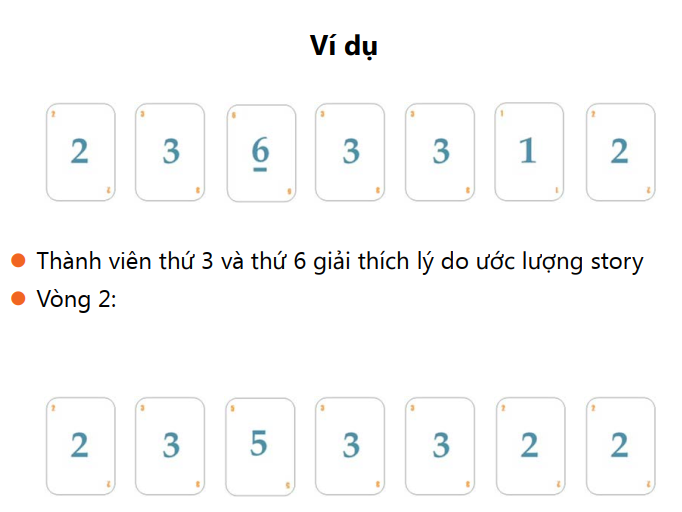 Ví dụ
2 3 6 3 3 1 2
Thành viên thứ 3 và thứ 6 giải thích lý do ước lượng story
Vòng 2:
2 3 5 3 3 2 2